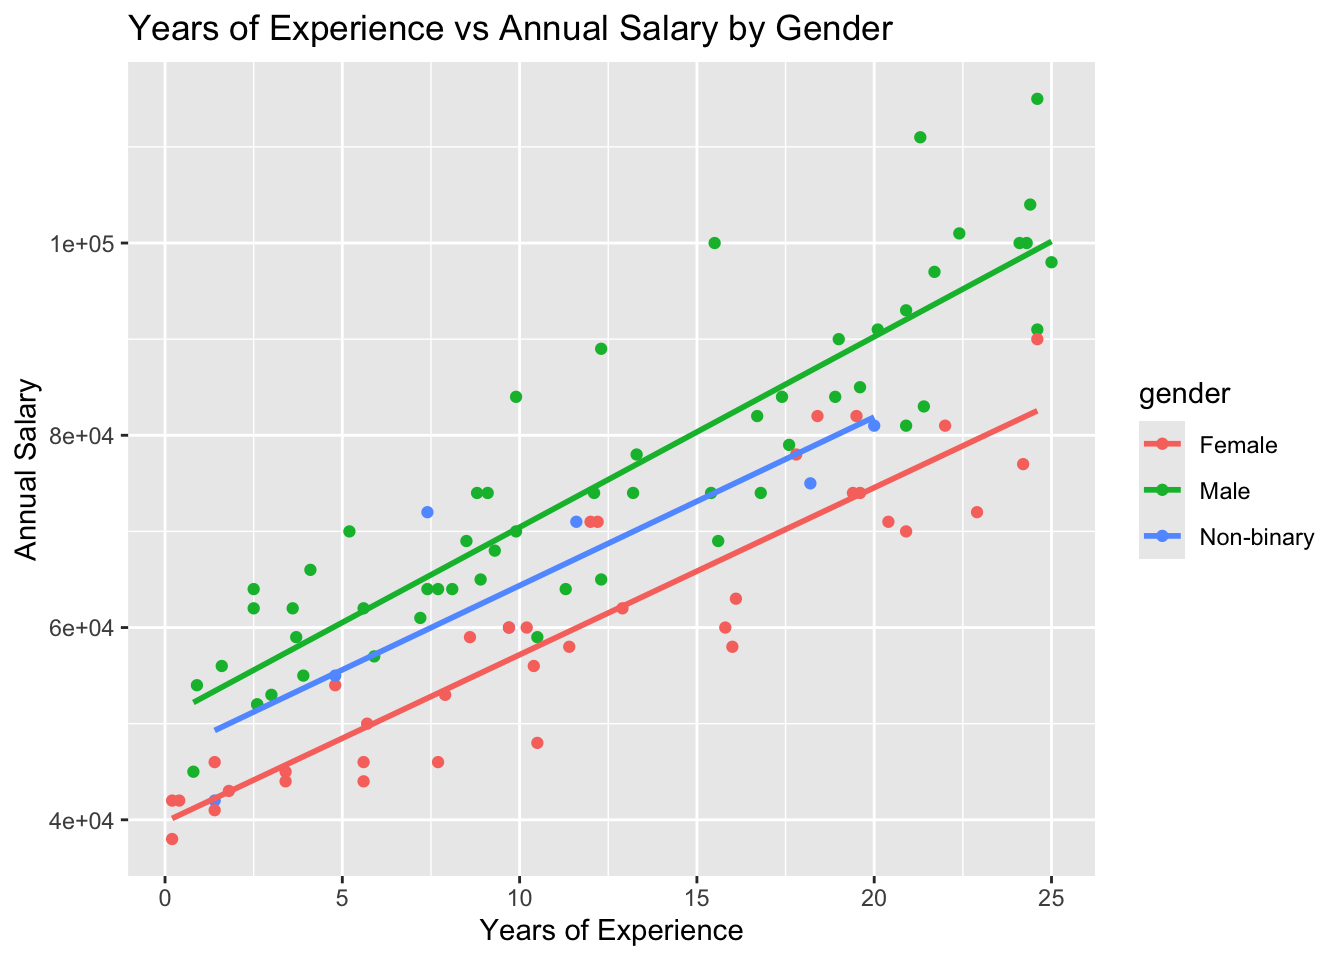 Years of Experience vs Annual Salary by Gender
1e+05
8e+04
6e+04
4e+04
Annual Salary
0 5 10 15 20 25
Years of Experience
gender
Female
Male
Non-binary